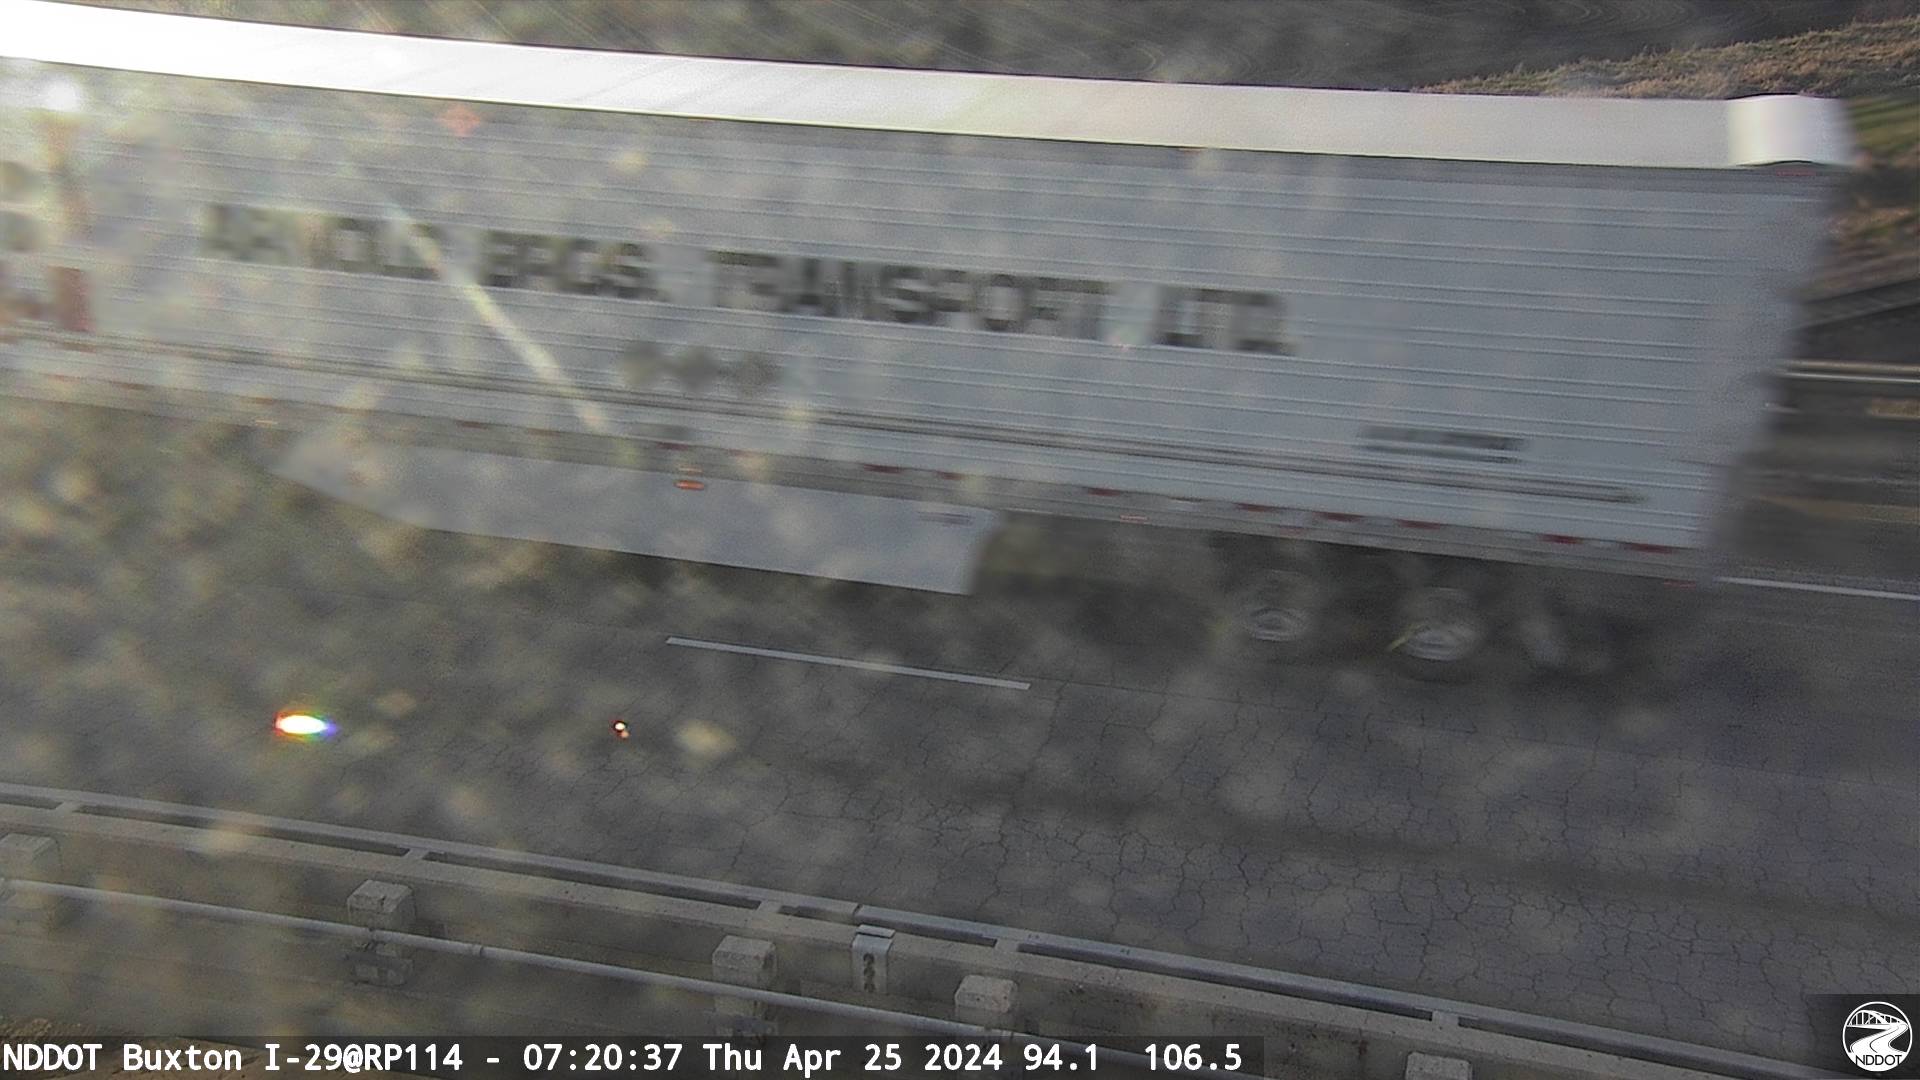 ARNOLD BROS. TRANSPORT LTD.
NDDOT Buxton I-29@RP114 - 07:20:37 Thu Apr 25 2024 94.1 106.5
NDDOT